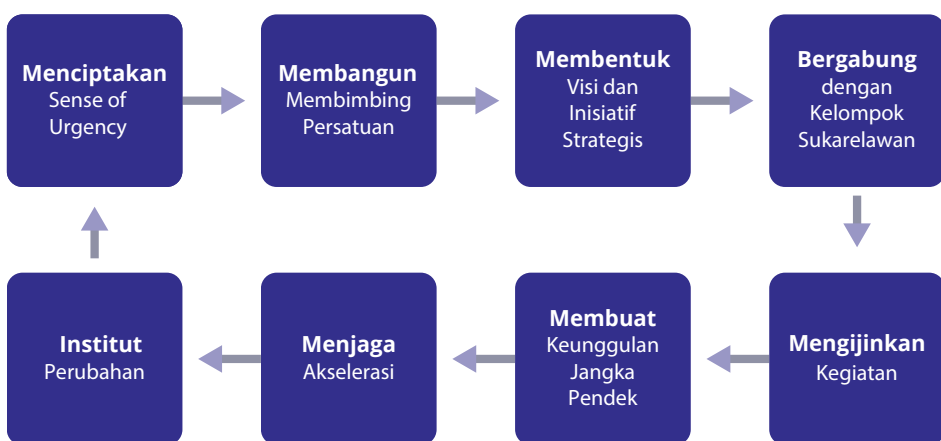 Menciptakan
Sense of
Urgency
Membangun
Membimbing
Persatuan
Membentuk
Visi dan
Inisiatif
Strategis
Bergabung
dengan
Kelompok
Sukarelawan
Mengijinkan
Kegiatan
Membuat
Keunggulan
Jangka
Pendek
Menjaga
Akselerasi
Institut
Perubahan